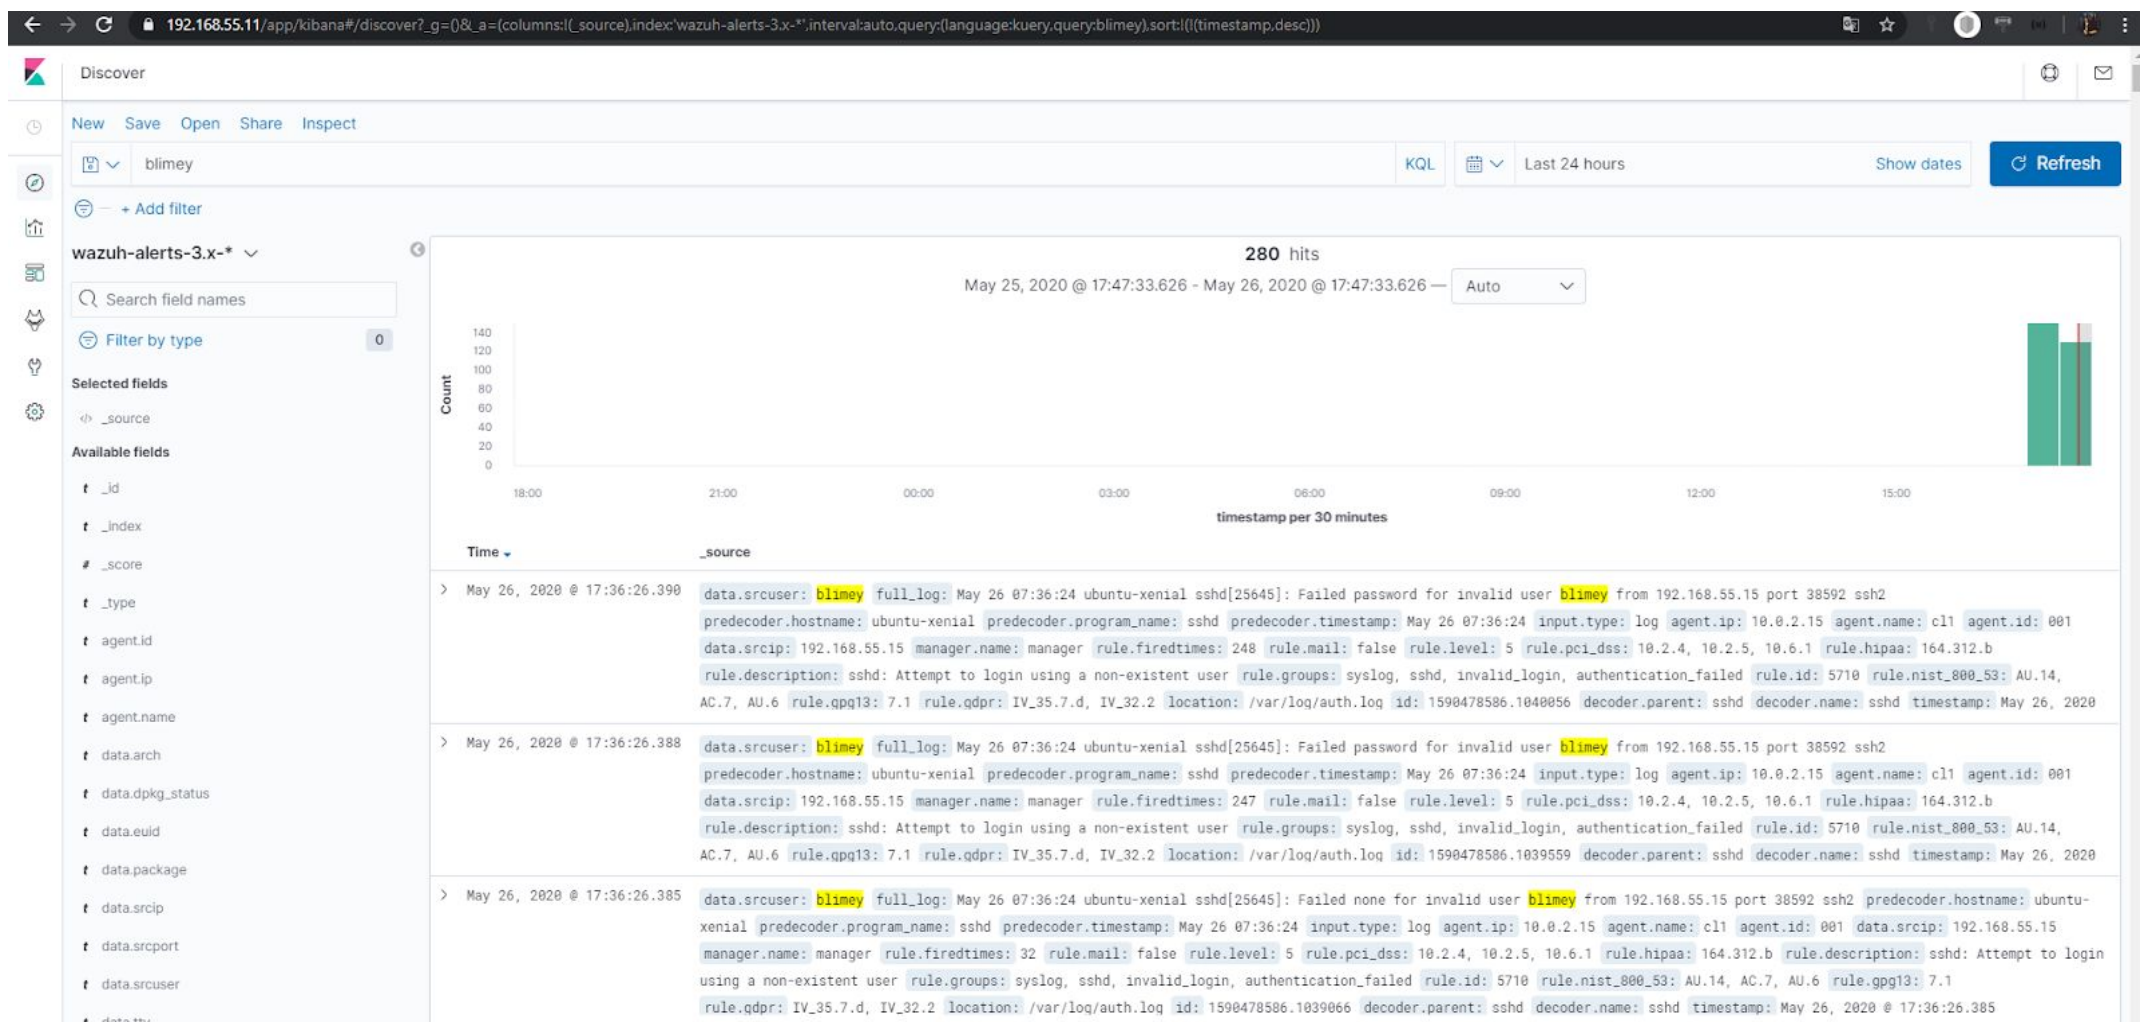 192.168.55.11/app/kibana#/discover?_g=()&_a=(columns:!(_source),index:'wazuh-alerts-3.x-*',interval:auto,query:(language:kuery,query:blimey),sort:!(!(timestamp,desc)))
Discover
New Save Open Share Inspect
blimey KQL Last 24 hours Show dates Refresh
+ Add filter
wazuh-alerts-3.x-*
Search field names
Filter by type 0
Selected fields
_source
Available fields
t _id
t _index
# _score
t _type
t agent.id
t agent.ip
t agent.name
t data.arch
t data.dpkg_status
t data.euid
t data.package
t data.srcip
t data.srcport
t data.srcuser
t data.tty
280 hits
May 25, 2020 @ 17:47:33.626 - May 26, 2020 @ 17:47:33.626 — Auto
Count
140
120
100
80
60
40
20
0
18:00 21:00 00:00 03:00 06:00 09:00 12:00 15:00
timestamp per 30 minutes
Time _source
May 26, 2020 @ 17:36:26.390 data.srcuser: blimey full_log: May 26 07:36:24 ubuntu-xenial sshd[25645]: Failed password for invalid user blimey from 192.168.55.15 port 38592 ssh2
predecoder.hostname: ubuntu-xenial predecoder.program_name: sshd predecoder.timestamp: May 26 07:36:24 input.type: log agent.ip: 10.0.2.15 agent.name: cl1 agent.id: 001
data.srcip: 192.168.55.15 manager.name: manager rule.firedtimes: 248 rule.mail: false rule.level: 5 rule.pci_dss: 10.2.4, 10.2.5, 10.6.1 rule.hipaa: 164.312.b
rule.description: sshd: Attempt to login using a non-existent user rule.groups: syslog, sshd, invalid_login, authentication_failed rule.id: 5710 rule.nist_800_53: AU.14,
AC.7, AU.6 rule.gpg13: 7.1 rule.gdpr: IV_35.7.d, IV_32.2 location: /var/log/auth.log id: 1590478586.1040056 decoder.parent: sshd decoder.name: sshd timestamp: May 26, 2020
May 26, 2020 @ 17:36:26.388 data.srcuser: blimey full_log: May 26 07:36:24 ubuntu-xenial sshd[25645]: Failed password for invalid user blimey from 192.168.55.15 port 38592 ssh2
predecoder.hostname: ubuntu-xenial predecoder.program_name: sshd predecoder.timestamp: May 26 07:36:24 input.type: log agent.ip: 10.0.2.15 agent.name: cl1 agent.id: 001
data.srcip: 192.168.55.15 manager.name: manager rule.firedtimes: 247 rule.mail: false rule.level: 5 rule.pci_dss: 10.2.4, 10.2.5, 10.6.1 rule.hipaa: 164.312.b
rule.description: sshd: Attempt to login using a non-existent user rule.groups: syslog, sshd, invalid_login, authentication_failed rule.id: 5710 rule.nist_800_53: AU.14,
AC.7, AU.6 rule.gpg13: 7.1 rule.gdpr: IV_35.7.d, IV_32.2 location: /var/log/auth.log id: 1590478586.1039559 decoder.parent: sshd decoder.name: sshd timestamp: May 26, 2020
May 26, 2020 @ 17:36:26.385 data.srcuser: blimey full_log: May 26 07:36:24 ubuntu-xenial sshd[25645]: Failed none for invalid user blimey from 192.168.55.15 port 38592 ssh2 predecoder.hostname: ubuntu-
xenial predecoder.program_name: sshd predecoder.timestamp: May 26 07:36:24 input.type: log agent.ip: 10.0.2.15 agent.name: cl1 agent.id: 001 data.srcip: 192.168.55.15
manager.name: manager rule.firedtimes: 32 rule.mail: false rule.level: 5 rule.pci_dss: 10.2.4, 10.2.5, 10.6.1 rule.hipaa: 164.312.b rule.description: sshd: Attempt to login
using a non-existent user rule.groups: syslog, sshd, invalid_login, authentication_failed rule.id: 5710 rule.nist_800_53: AU.14, AC.7, AU.6 rule.gpg13: 7.1
rule.gdpr: IV_35.7.d, IV_32.2 location: /var/log/auth.log id: 1590478586.1039066 decoder.parent: sshd decoder.name: sshd timestamp: May 26, 2020 @ 17:36:26.385